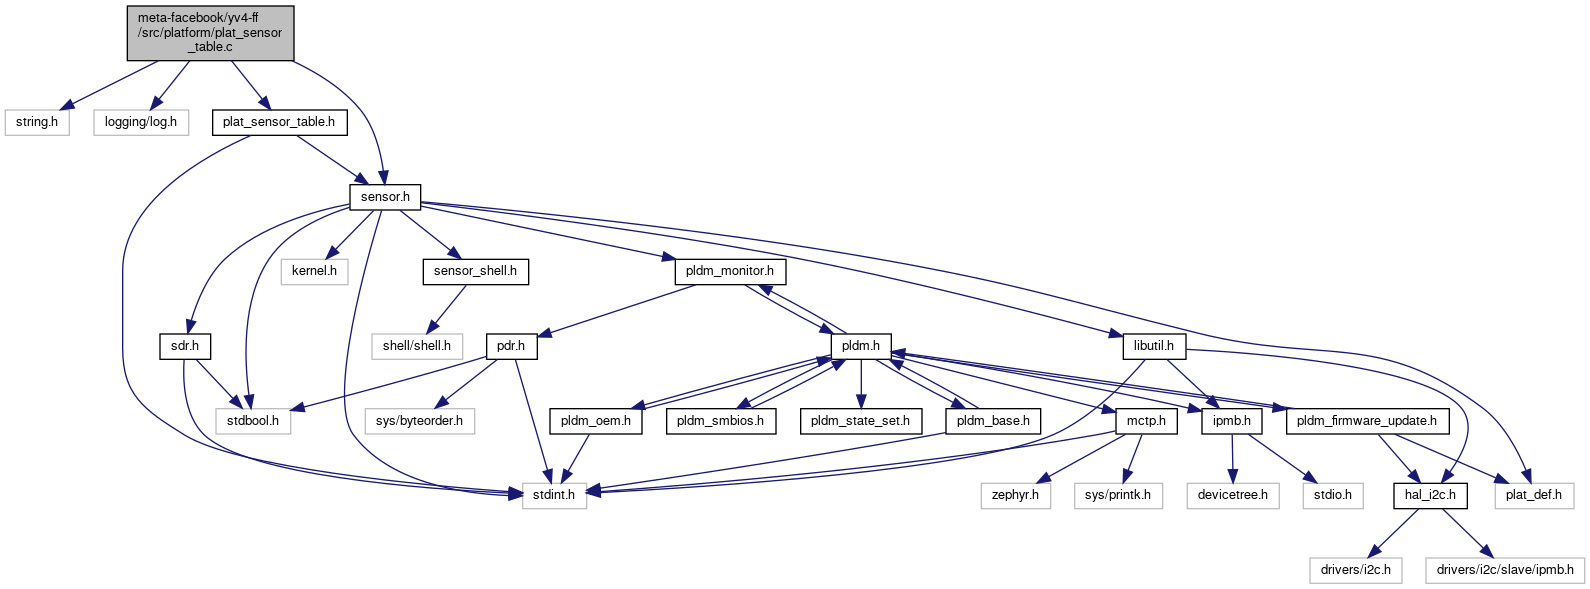 meta-facebook/yv4-ff
/src/platform/plat_sensor
_table.c
string.h
logging/log.h
plat_sensor_table.h
sensor.h
kernel.h
sensor_shell.h
pldm_monitor.h
sdr.h
shell/shell.h
pdr.h
pldm.h
libutil.h
stdbool.h
sys/byteorder.h
pldm_oem.h
pldm_smbios.h
pldm_state_set.h
pldm_base.h
mctp.h
ipmb.h
pldm_firmware_update.h
stdint.h
zephyr.h
sys/printk.h
devicetree.h
stdio.h
hal_i2c.h
plat_def.h
drivers/i2c.h
drivers/i2c/slave/ipmb.h